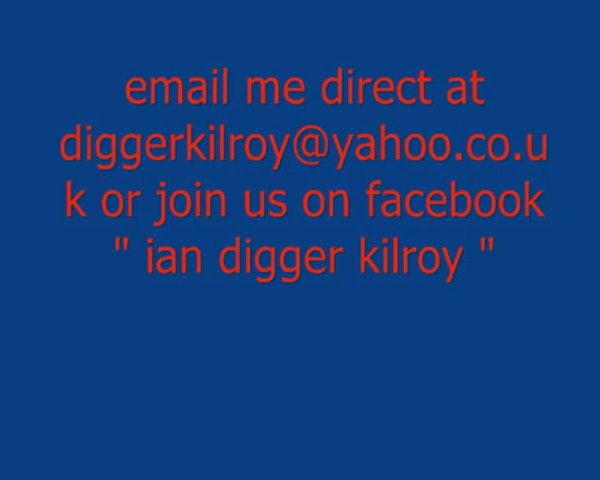 email me direct at
diggerkilroy@yahoo.co.u
k or join us on facebook
" ian digger kilroy "